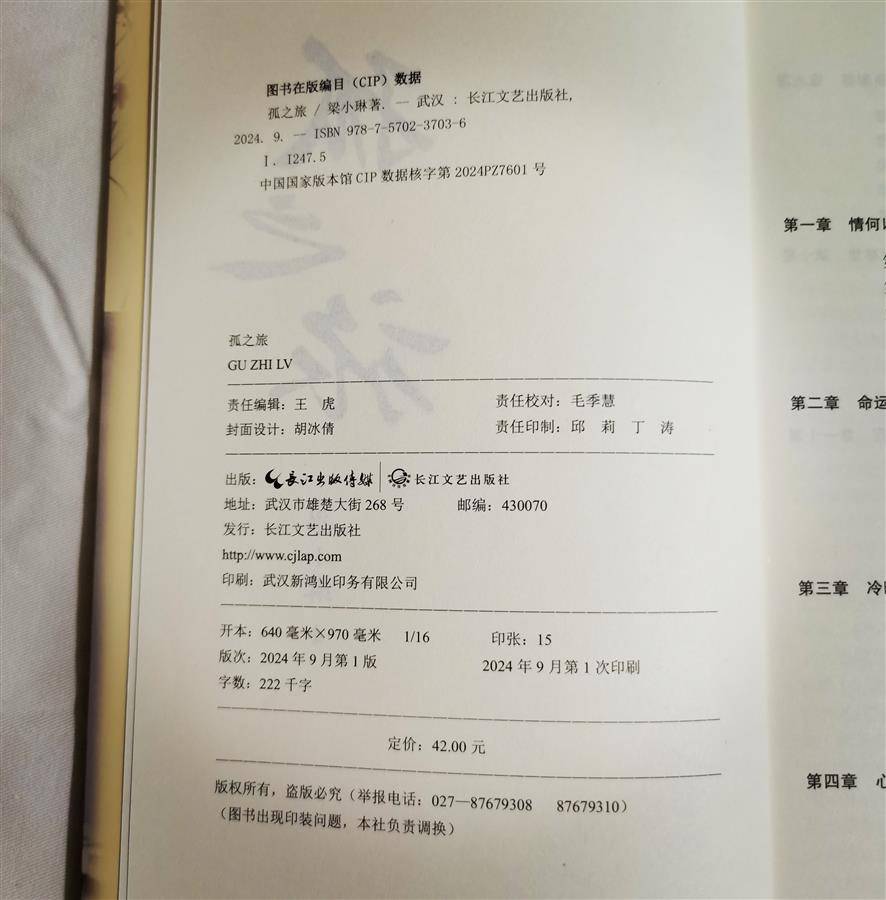 图书在版编目（CIP）数据
孤之旅 / 梁小琳著. — 武汉 : 长江文艺出版社,
2024. 9. — ISBN 978-7-5702-3703-6
Ⅰ. I247.5
中国国家版本馆 CIP 数据核字第 2024PZ7601 号
孤之旅
GU ZHI LV
责任编辑：王　虎　责任校对：毛季慧
封面设计：胡冰倩　责任印制：邱　莉　丁　涛
出版：长江出版传媒 | 长江文艺出版社
地址：武汉市雄楚大街 268 号　邮编：430070
发行：长江文艺出版社
http://www.cjlap.com
印刷：武汉新鸿业印务有限公司
开本：640 毫米×970 毫米　1/16　印张：15
版次：2024 年 9 月第 1 版　2024 年 9 月第 1 次印刷
字数：222 千字
定价：42.00 元
版权所有，盗版必究（举报电话：027—87679308　87679310）
（图书出现印装问题，本社负责调换）
第一章　情何
第二章　命运
第三章　冷
第四章　心